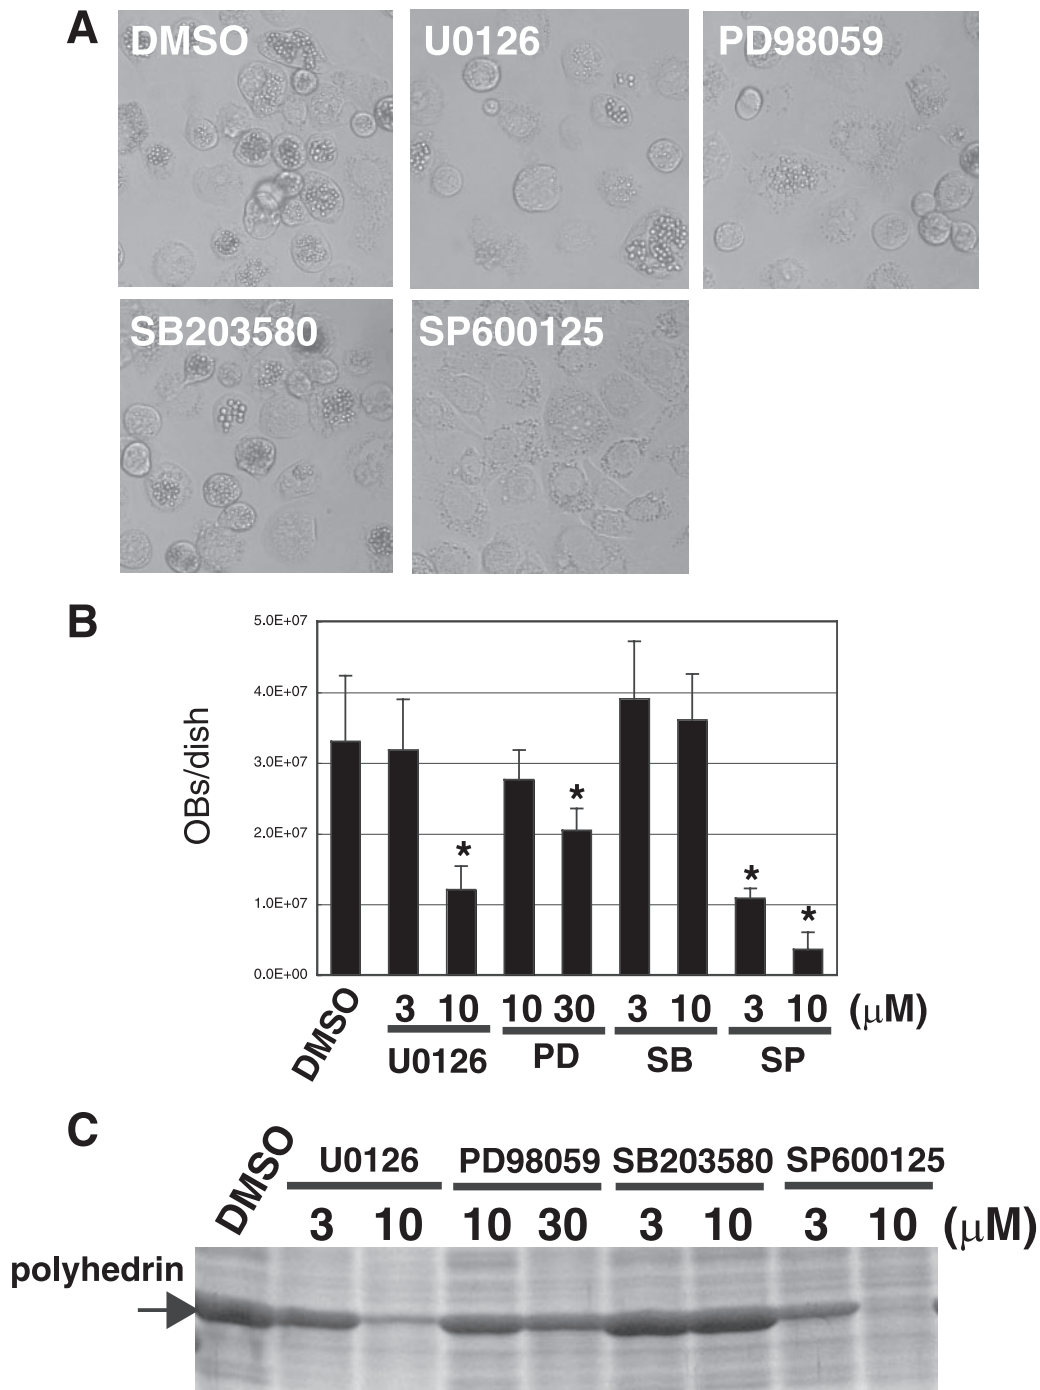 A
DMSO
U0126
PD98059
SB203580
SP600125
B
5.0E+07
4.0E+07
3.0E+07
2.0E+07
1.0E+07
0.0E+00
OBs/dish
* * * *
DMSO
3 10 10 30 3 10 3 10 (μM)
U0126 PD SB SP
C
DMSO
U0126 PD98059 SB203580 SP600125
3 10 10 30 3 10 3 10 (μM)
polyhedrin